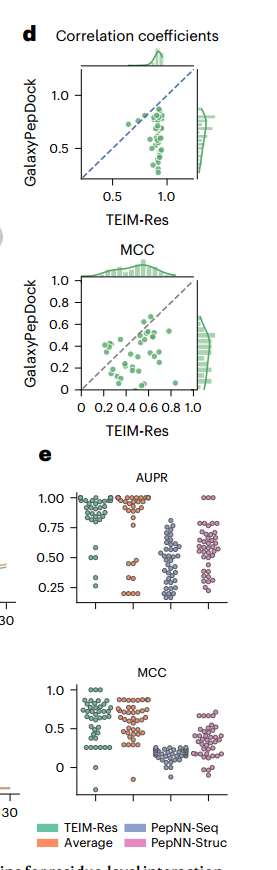 d Correlation coefficients
GalaxyPepDock
1.0
0.5
0.5 1.0
TEIM-Res
MCC
GalaxyPepDock
1.0
0.8
0.6
0.4
0.2
0
0 0.2 0.4 0.6 0.8 1.0
TEIM-Res
e
AUPR
1.00
0.75
0.50
0.25
30
MCC
1.0
0.5
0
30
TEIM-Res PepNN-Seq
Average PepNN-Struc